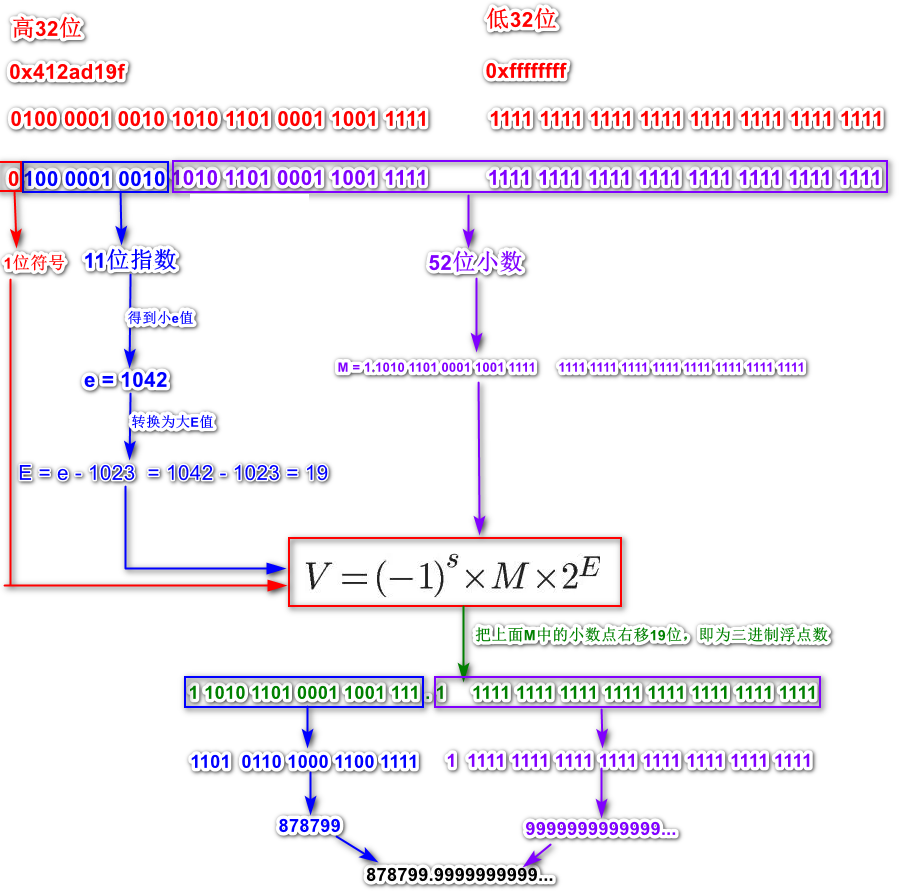 高32位 低32位
0x412ad19f 0xffffffff
0100 0001 0010 1010 1101 0001 1001 1111 1111 1111 1111 1111 1111 1111 1111 1111
0 100 0001 0010 1010 1101 0001 1001 1111 1111 1111 1111 1111 1111 1111 1111 1111
1位符号 11位指数 52位小数
得到小e值
M = 1.1010 1101 0001 1001 1111 1111 1111 1111 1111 1111 1111 1111 1111
e = 1042
转换为大E值
E = e - 1023 = 1042 - 1023 = 19
V = (−1)^s × M × 2^E
把上面M中的小数点右移19位，即为三进制浮点数
1 1010 1101 0001 1001 111 . 1 1111 1111 1111 1111 1111 1111 1111 1111
1101 0110 1000 1100 1111 1 1111 1111 1111 1111 1111 1111 1111 1111
878799 9999999999999...
878799.9999999999...